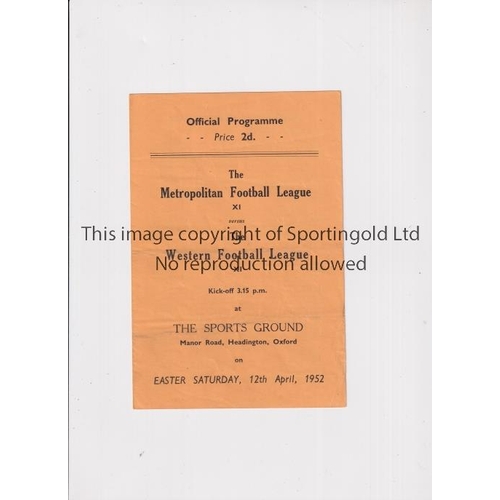 Official Programme
- - Price 2d. - -
The
Metropolitan Football League
XI
versus
This image copyright of Sportingold Ltd
The
Western Football League
No reproduction allowed
XI
Kick-off 3.15 p.m.
at
THE SPORTS GROUND
Manor Road, Headington, Oxford
on
EASTER SATURDAY, 12th April, 1952